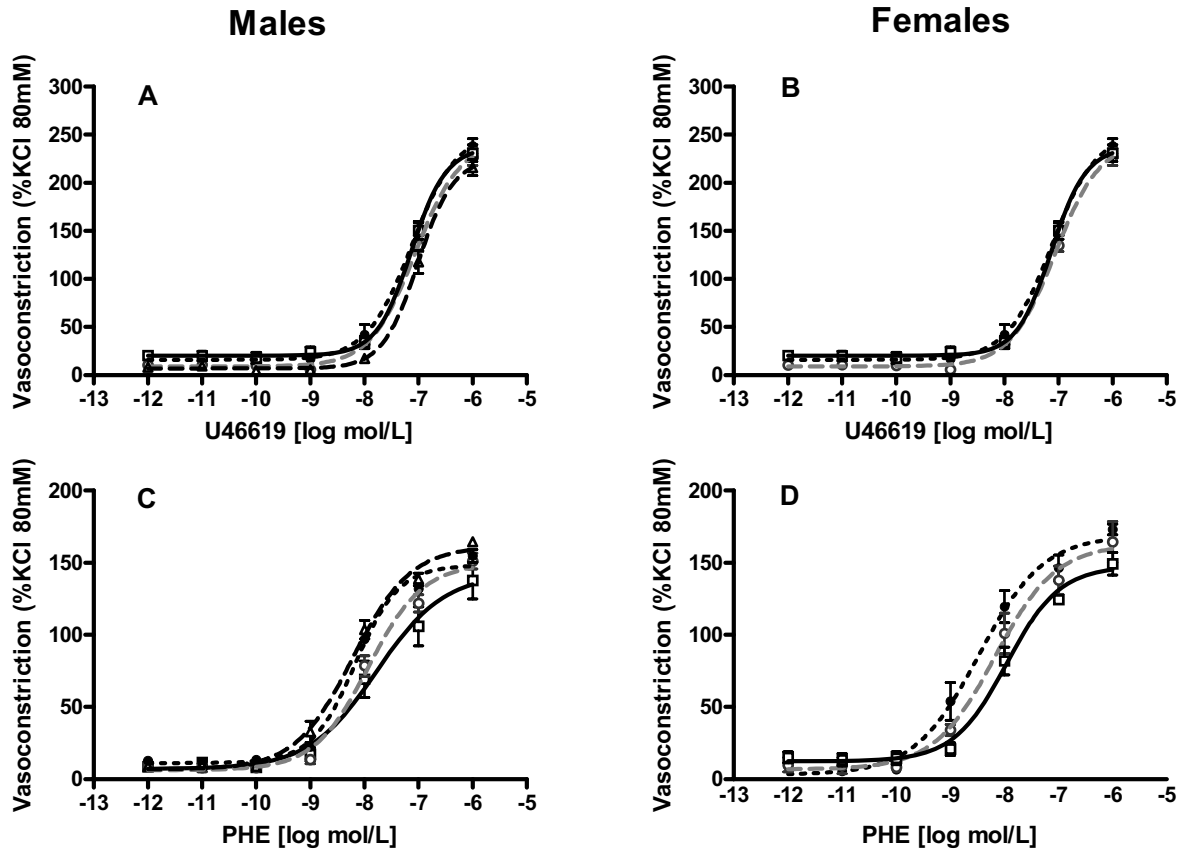 Males
Females
Vasoconstriction (%KCl 80mM)
A
300
250
200
150
100
50
0
-13 -12 -11 -10 -9 -8 -7 -6 -5
U46619 [log mol/L]
Vasoconstriction (%KCl 80mM)
B
300
250
200
150
100
50
0
-13 -12 -11 -10 -9 -8 -7 -6 -5
U46619 [log mol/L]
Vasoconstriction (%KCl 80mM)
C
200
150
100
50
0
-13 -12 -11 -10 -9 -8 -7 -6 -5
PHE [log mol/L]
Vasoconstriction (%KCl 80mM)
D
200
150
100
50
0
-13 -12 -11 -10 -9 -8 -7 -6 -5
PHE [log mol/L]